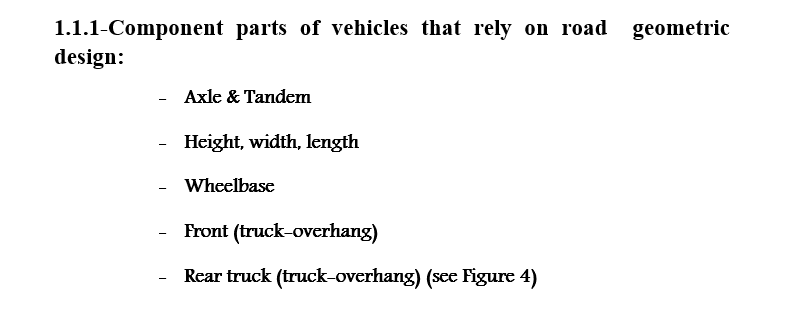 1.1.1-Component parts of vehicles that rely on road geometric
design:
- Axle & Tandem
- Height, width, length
- Wheelbase
- Front (truck-overhang)
- Rear truck (truck-overhang) (see Figure 4)